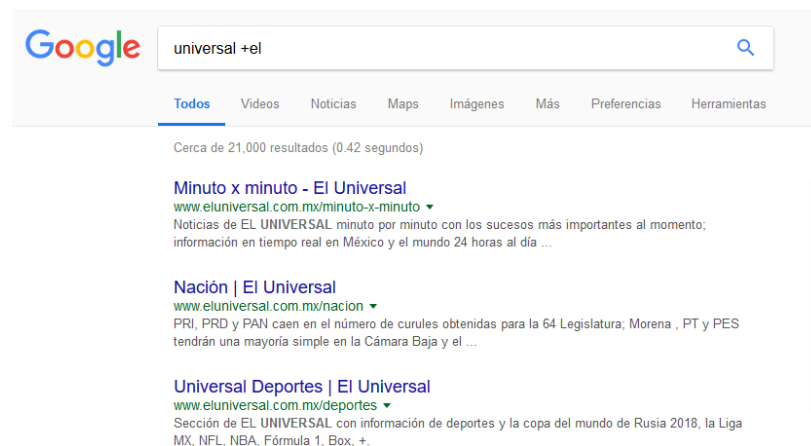 Google
universal +el
Todos Videos Noticias Maps Imágenes Más Preferencias Herramientas
Cerca de 21,000 resultados (0.42 segundos)
Minuto x minuto - El Universal
www.eluniversal.com.mx/minuto-x-minuto
Noticias de EL UNIVERSAL minuto por minuto con los sucesos más importantes al momento;
información en tiempo real en México y el mundo 24 horas al día ...
Nación | El Universal
www.eluniversal.com.mx/nacion
PRI, PRD y PAN caen en el número de curules obtenidas para la 64 Legislatura; Morena , PT y PES
tendrán una mayoría simple en la Cámara Baja y el ...
Universal Deportes | El Universal
www.eluniversal.com.mx/deportes
Sección de EL UNIVERSAL con información de deportes y la copa del mundo de Rusia 2018, la Liga
MX, NFL, NBA, Fórmula 1, Box, +.